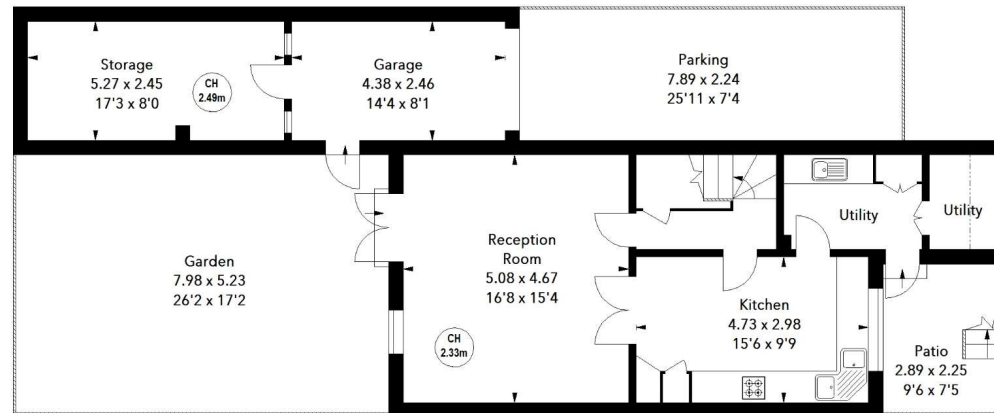 Storage
5.27 x 2.45
17'3 x 8'0
CH
2.49m
Garage
4.38 x 2.46
14'4 x 8'1
Parking
7.89 x 2.24
25'11 x 7'4
Garden
7.98 x 5.23
26'2 x 17'2
Reception
Room
5.08 x 4.67
16'8 x 15'4
CH
2.33m
Utility
Utility
Kitchen
4.73 x 2.98
15'6 x 9'9
Patio
2.89 x 2.25
9'6 x 7'5